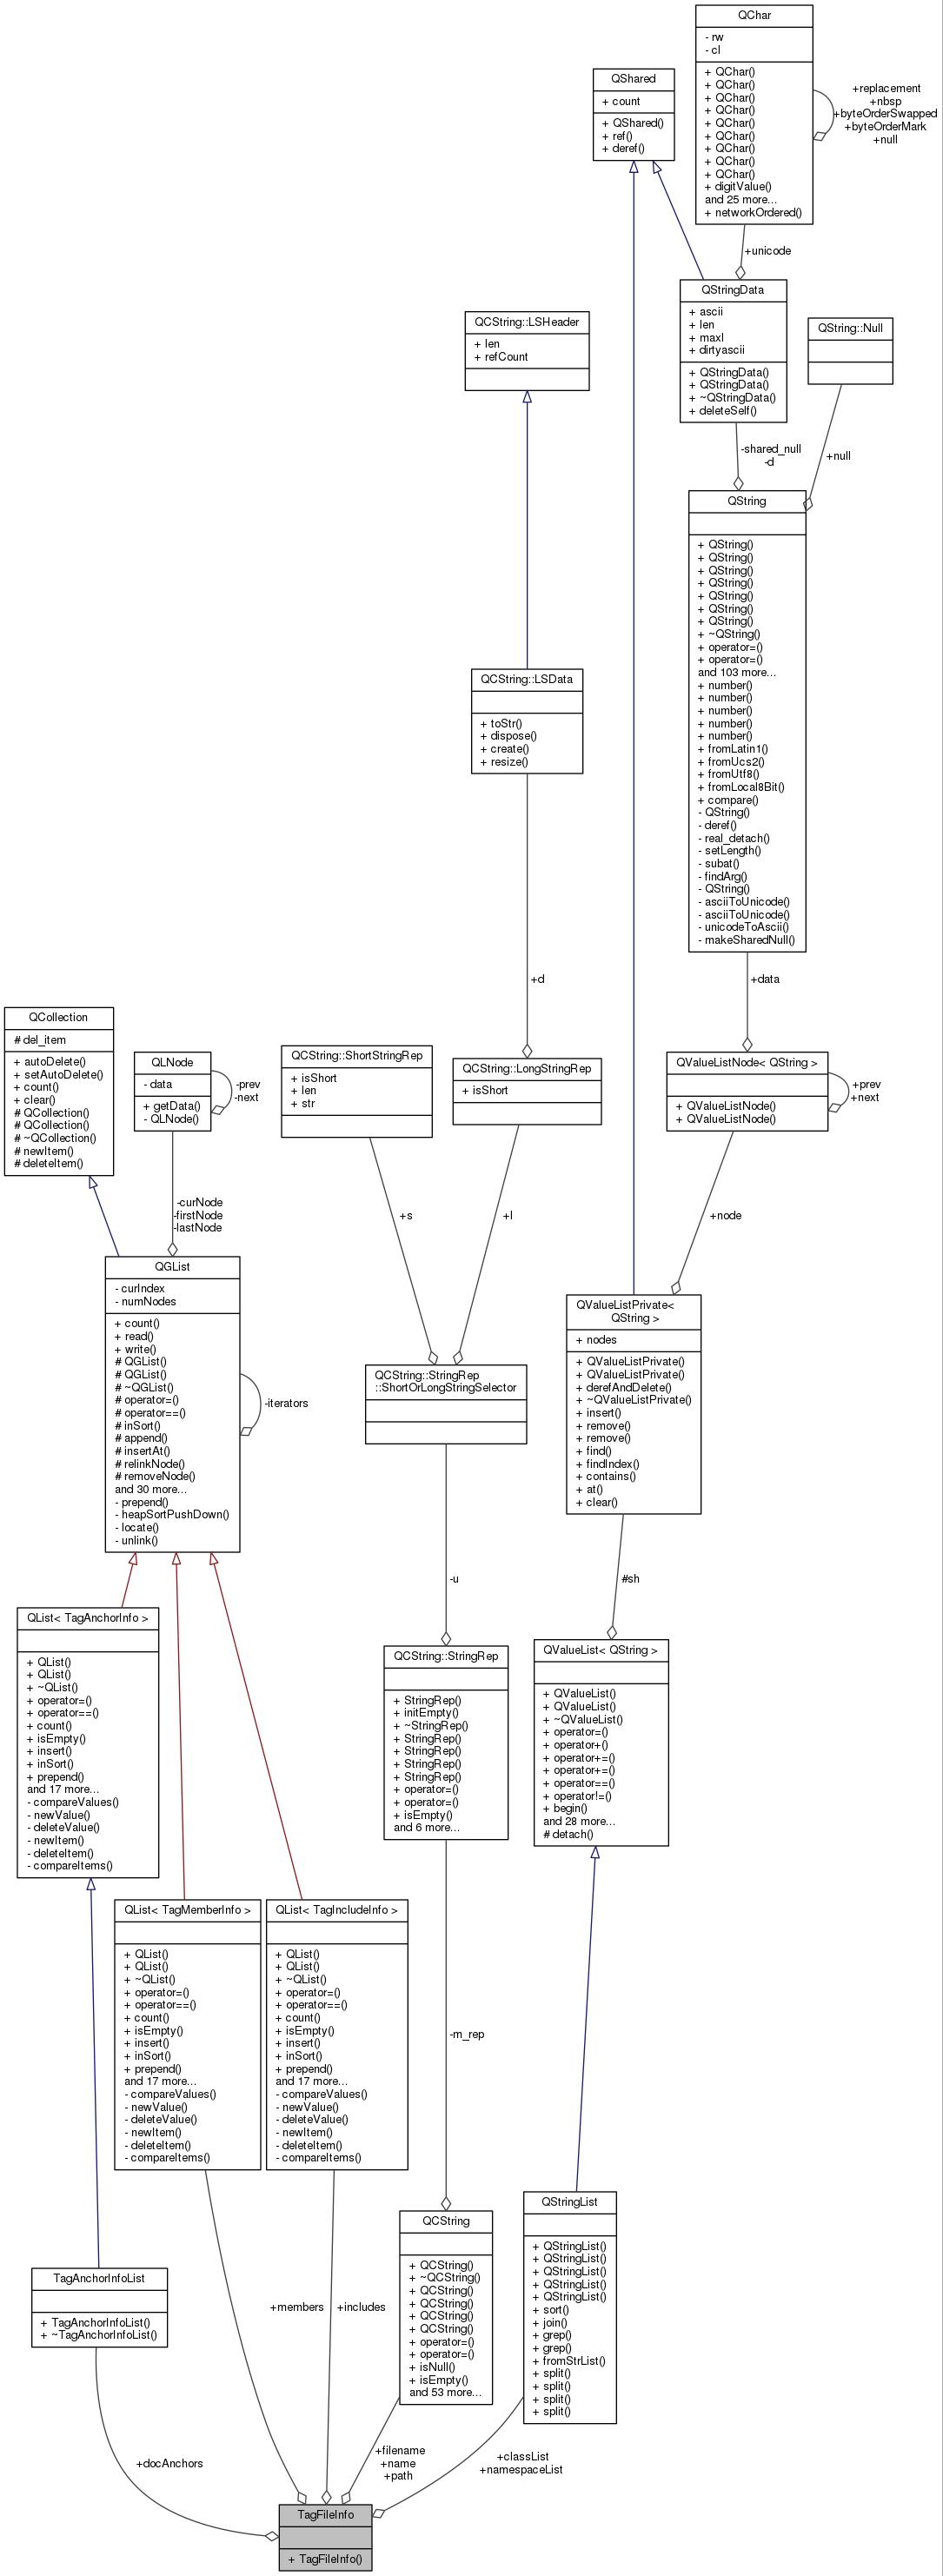 QChar
- rw
- cl
+ QChar()
+ QChar()
+ QChar()
+ QChar()
+ QChar()
+ QChar()
+ QChar()
+ QChar()
+ QChar()
+ digitValue()
and 25 more...
+ networkOrdered()
+replacement
+nbsp
+byteOrderSwapped
+byteOrderMark
+null
QShared
+ count
+ QShared()
+ ref()
+ deref()
+unicode
QStringData
+ ascii
+ len
+ maxl
+ dirtyascii
+ QStringData()
+ QStringData()
+ ~QStringData()
+ deleteSelf()
QCString::LSHeader
+ len
+ refCount
QString::Null
-shared_null
-d
+null
QString
+ QString()
+ QString()
+ QString()
+ QString()
+ QString()
+ QString()
+ QString()
+ ~QString()
+ operator=()
+ operator=()
and 103 more...
+ number()
+ number()
+ number()
+ number()
+ number()
+ fromLatin1()
+ fromUcs2()
+ fromUtf8()
+ fromLocal8Bit()
+ compare()
- QString()
- deref()
- real_detach()
- setLength()
- subat()
- findArg()
- QString()
- asciiToUnicode()
- asciiToUnicode()
- unicodeToAscii()
- makeSharedNull()
QCString::LSData
+ toStr()
+ dispose()
+ create()
+ resize()
+d
+data
QCollection
# del_item
+ autoDelete()
+ setAutoDelete()
+ count()
+ clear()
# QCollection()
# QCollection()
# ~QCollection()
# newItem()
# deleteItem()
QLNode
- data
+ getData()
- QLNode()
-prev
-next
QCString::ShortStringRep
+ isShort
+ len
+ str
QCString::LongStringRep
+ isShort
QValueListNode< QString >
+ QValueListNode()
+ QValueListNode()
+prev
+next
-curNode
-firstNode
-lastNode
+s
+l
+node
QGList
- curIndex
- numNodes
+ count()
+ read()
+ write()
# QGList()
# QGList()
# ~QGList()
# operator=()
# operator==()
# inSort()
# append()
# insertAt()
# relinkNode()
# removeNode()
and 30 more...
- prepend()
- heapSortPushDown()
- locate()
- unlink()
-iterators
QCString::StringRep
::ShortOrLongStringSelector
QValueListPrivate<
QString >
+ nodes
+ QValueListPrivate()
+ QValueListPrivate()
+ derefAndDelete()
+ ~QValueListPrivate()
+ insert()
+ remove()
+ remove()
+ find()
+ findIndex()
+ contains()
+ at()
+ clear()
-u
#sh
QList< TagAnchorInfo >
+ QList()
+ QList()
+ ~QList()
+ operator=()
+ operator==()
+ count()
+ isEmpty()
+ insert()
+ inSort()
+ prepend()
and 17 more...
- compareValues()
- newValue()
- deleteValue()
- newItem()
- deleteItem()
- compareItems()
QCString::StringRep
+ StringRep()
+ initEmpty()
+ ~StringRep()
+ StringRep()
+ StringRep()
+ StringRep()
+ StringRep()
+ operator=()
+ operator=()
+ isEmpty()
and 6 more...
QValueList< QString >
+ QValueList()
+ QValueList()
+ ~QValueList()
+ operator=()
+ operator+()
+ operator+=()
+ operator+=()
+ operator==()
+ operator!=()
+ begin()
and 28 more...
# detach()
QList< TagMemberInfo >
+ QList()
+ QList()
+ ~QList()
+ operator=()
+ operator==()
+ count()
+ isEmpty()
+ insert()
+ inSort()
+ prepend()
and 17 more...
- compareValues()
- newValue()
- deleteValue()
- newItem()
- deleteItem()
- compareItems()
QList< TagIncludeInfo >
+ QList()
+ QList()
+ ~QList()
+ operator=()
+ operator==()
+ count()
+ isEmpty()
+ insert()
+ inSort()
+ prepend()
and 17 more...
- compareValues()
- newValue()
- deleteValue()
- newItem()
- deleteItem()
- compareItems()
-m_rep
TagAnchorInfoList
+ TagAnchorInfoList()
+ ~TagAnchorInfoList()
+members
+includes
QCString
+ QCString()
+ ~QCString()
+ QCString()
+ QCString()
+ QCString()
+ QCString()
+ operator=()
+ operator=()
+ isNull()
+ isEmpty()
and 53 more...
QStringList
+ QStringList()
+ QStringList()
+ QStringList()
+ QStringList()
+ QStringList()
+ sort()
+ join()
+ grep()
+ grep()
+ fromStrList()
+ split()
+ split()
+ split()
+ split()
+docAnchors
+filename
+name
+path
+classList
+namespaceList
TagFileInfo
+ TagFileInfo()